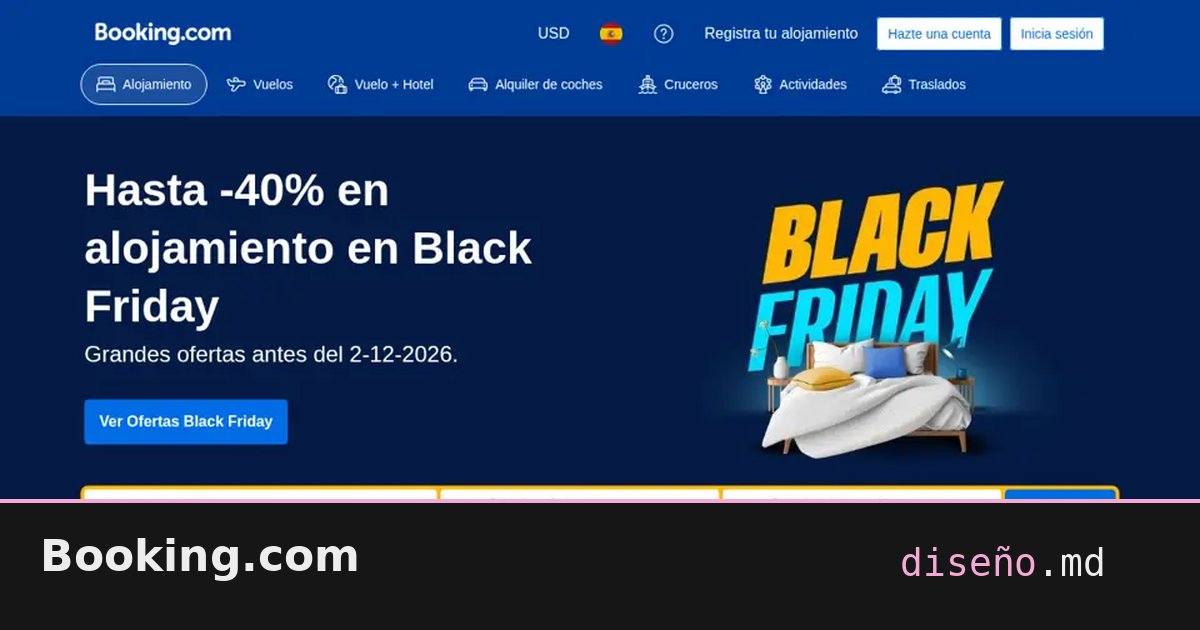 Booking.com
USD
Registra tu alojamiento
Hazte una cuenta
Inicia sesión
Alojamiento
Vuelos
Vuelo + Hotel
Alquiler de coches
Cruceros
Actividades
Traslados
Hasta -40% en
alojamiento en Black
Friday
Grandes ofertas antes del 2-12-2026.
Ver Ofertas Black Friday
BLACK
FRIDAY
Booking.com
diseño.md